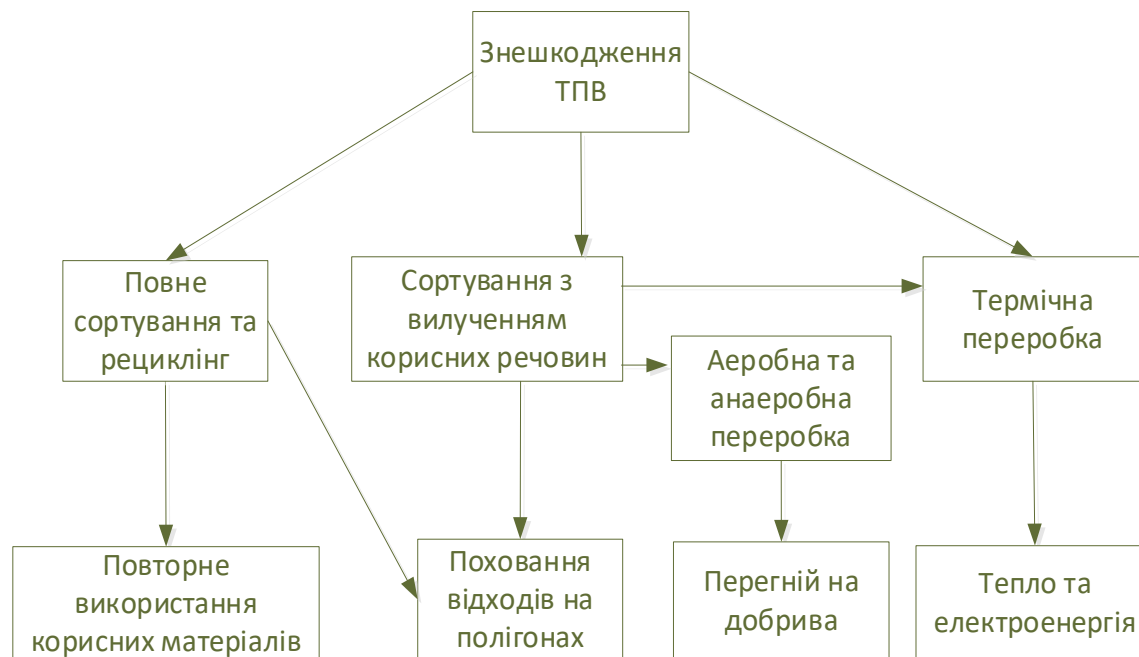 Знешкодження
ТПВ
Повне
сортування та
рециклінг
Сортування з
вилученням
корисних речовин
Термічна
переробка
Аеробна та
анаеробна
переробка
Повторне
використання
корисних матеріалів
Поховання
відходів на
полігонах
Перегній на
добрива
Тепло та
електроенергія